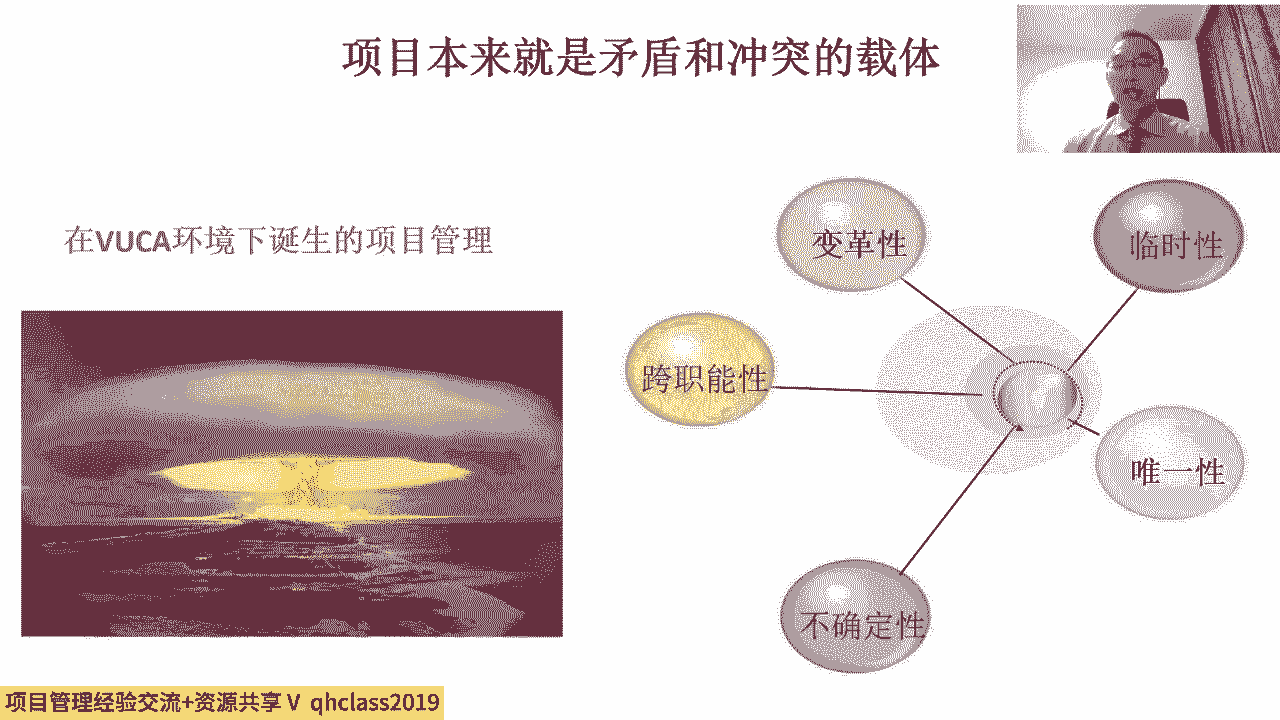 项目本来就是矛盾和冲突的载体
在VUCA环境下诞生的项目管理
变革性
临时性
跨职能性
唯一性
不确定性
项目管理经验交流+资源共享 V qhclass2019